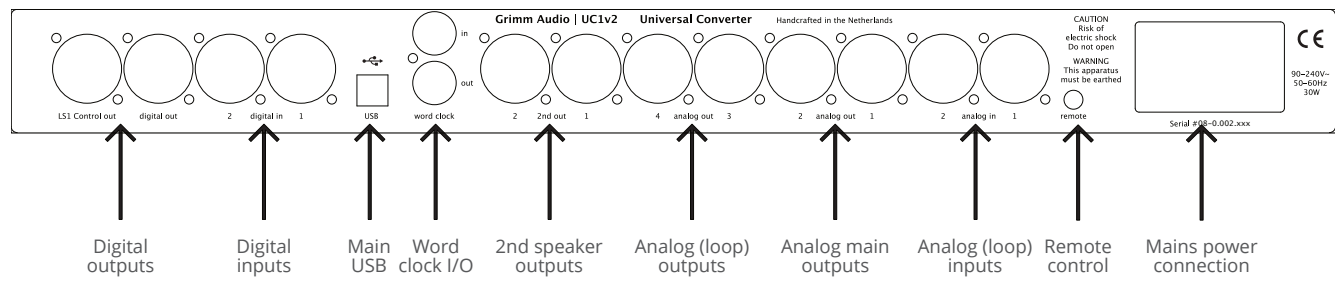 Grimm Audio | UC1v2 Universal Converter Handcrafted in the Netherlands
CAUTION
Risk of
electric shock
Do not open
WARNING
This apparatus
must be earthed
CE
90–240V~
50–60Hz
30W
in
out
LS1 Control out digital out 2 digital in 1 USB word clock 2 2nd out 1 4 analog out 3 2 analog out 1 2 analog in 1 remote
Serial #08–0.002.xxx
Digital
outputs
Digital
inputs
Main
USB
Word
clock I/O
2nd speaker
outputs
Analog (loop)
outputs
Analog main
outputs
Analog (loop)
inputs
Remote
control
Mains power
connection